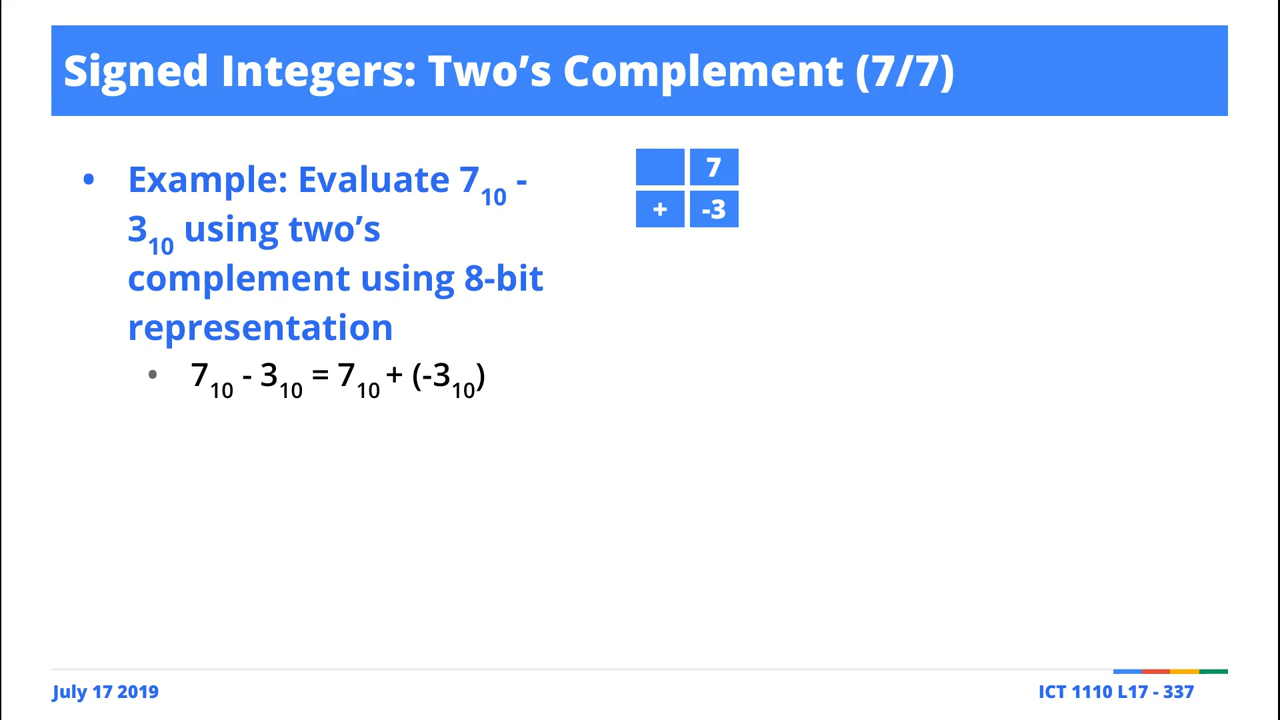 Signed Integers: Two’s Complement (7/7)
• Example: Evaluate 7₁₀ -
3₁₀ using two’s
complement using 8-bit
representation
• 7₁₀ - 3₁₀ = 7₁₀ + (-3₁₀)
7
+ -3
July 17 2019
ICT 1110 L17 - 337